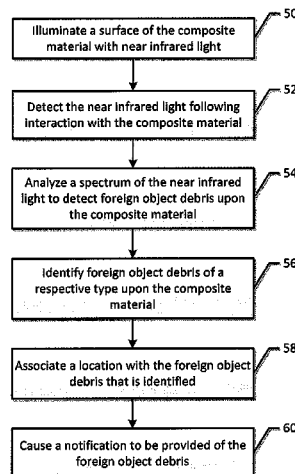 50
Illuminate a surface of the composite
material with near infrared light
52
Detect the near infrared light following
interaction with the composite material
54
Analyze a spectrum of the near infrared
light to detect foreign object debris upon
the composite material
56
Identify foreign object debris of a
respective type upon the composite
material
58
Associate a location with the foreign object
debris that is identified
60
Cause a notification to be provided of the
foreign object debris